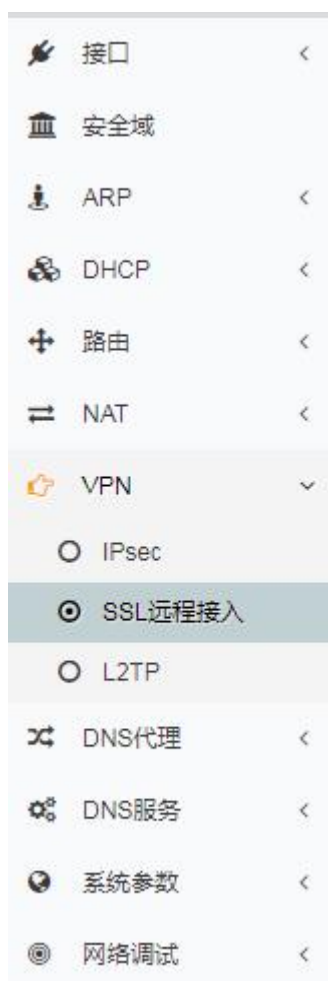 接口
安全域
ARP
DHCP
路由
NAT
VPN
IPsec
SSL远程接入
L2TP
DNS代理
DNS服务
系统参数
网络调试